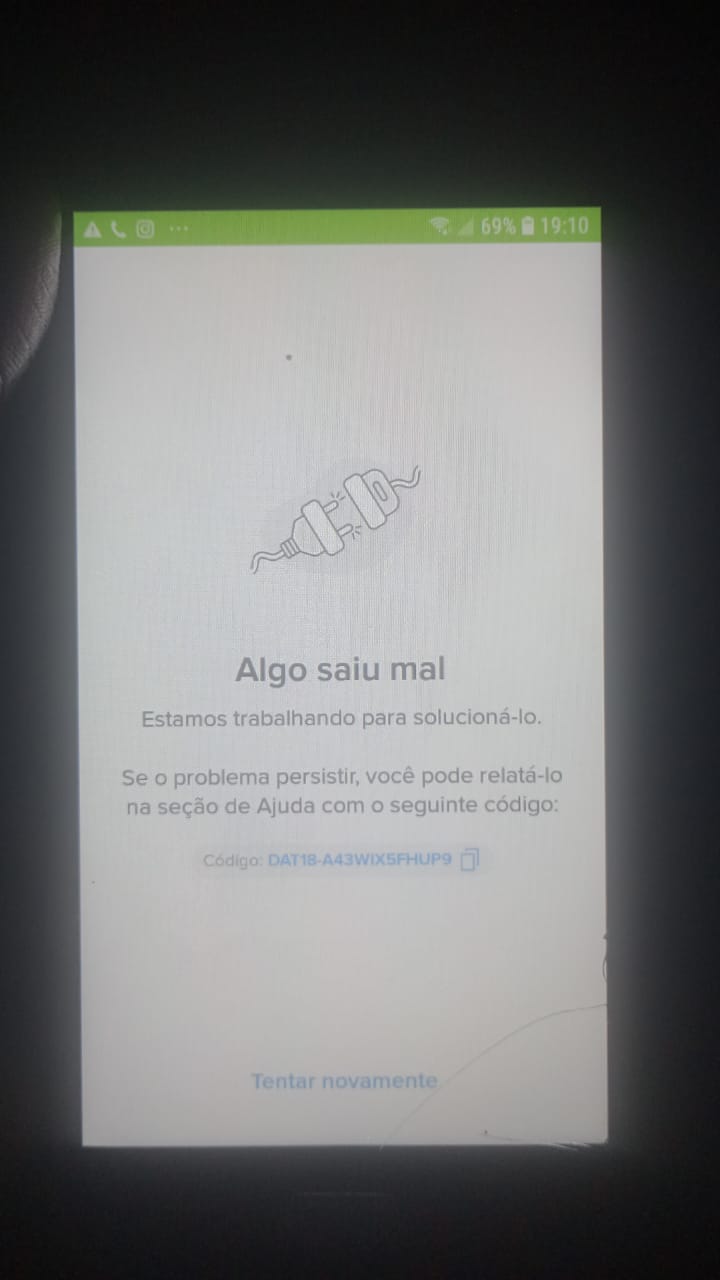 69% 19:10
Algo saiu mal
Estamos trabalhando para solucioná-lo.
Se o problema persistir, você pode relatá-lo
na seção de Ajuda com o seguinte código:
Código: DAT18-A43WIX5FHUP9
Tentar novamente